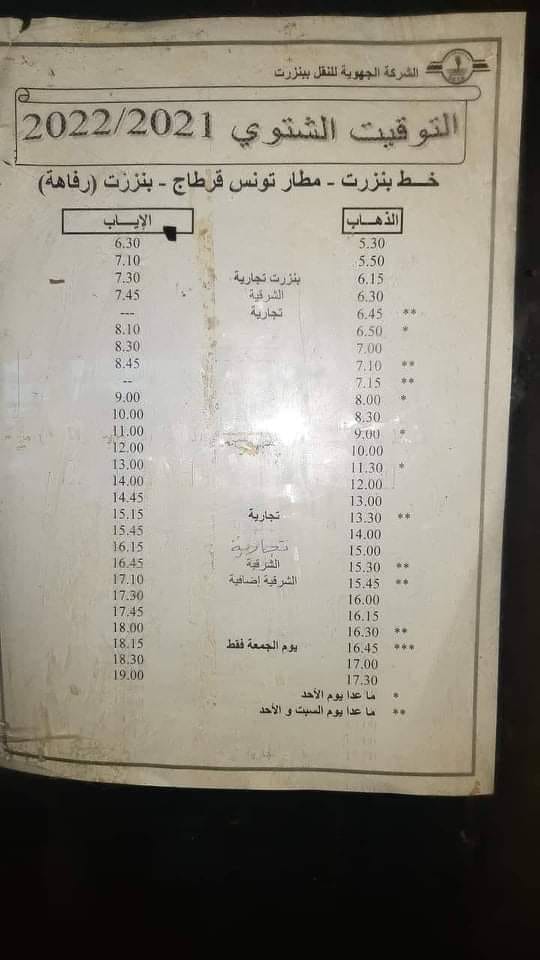 الشركة الجهوية للنقل ببنزرت
التوقيت الشتوي 2022/2021
خط بنزرت - مطار تونس قرطاج - بنزرت (رفاهة)
الذهاب الإياب
5.30 6.30
5.50 7.10
6.15 بنزرت تجارية 7.30
6.30 الشرقية 7.45
** 6.45 تجارية ---
* 6.50 8.10
7.00 8.30
** 7.10 8.45
** 7.15 --
* 8.00 9.00
8.30 10.00
* 9.00 11.00
10.00 12.00
* 11.30 13.00
12.00 14.00
13.00 14.45
** 13.30 تجارية 15.15
14.00 15.45
15.00 تجارية 16.15
** 15.30 الشرقية 16.45
** 15.45 الشرقية إضافية 17.10
16.00 17.30
16.15 17.45
** 16.30 18.00
*** 16.45 يوم الجمعة فقط 18.15
17.00 18.30
17.30 19.00
* ما عدا يوم الأحد
** ما عدا يوم السبت و الأحد